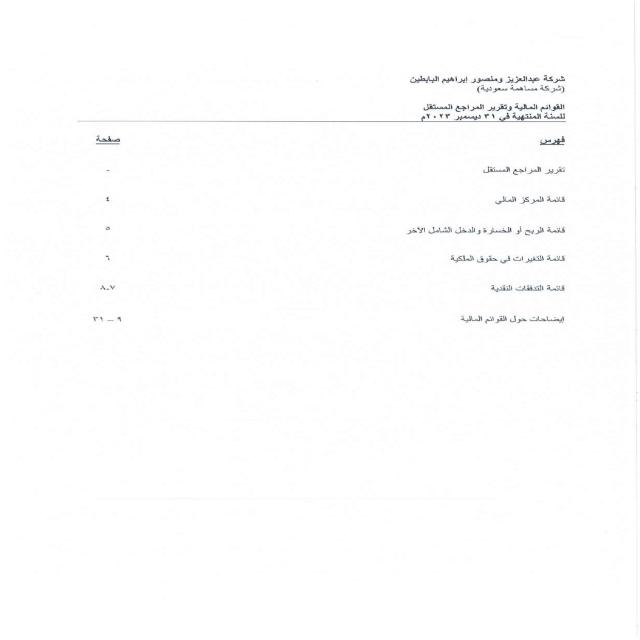 شركة عبدالعزيز ومنصور إبراهيم البابطين
(شركة مساهمة سعودية)
القوائم المالية وتقرير المراجع المستقل
للسنة المنتهية في ٣١ ديسمبر ٢٠٢٣م
فهرس صفحة
تقرير المراجع المستقل -
قائمة المركز المالي ٤
قائمة الربح أو الخسارة والدخل الشامل الآخر ٥
قائمة التغيرات في حقوق الملكية ٦
قائمة التدفقات النقدية ٧-٨
إيضاحات حول القوائم المالية ٩ – ٣١